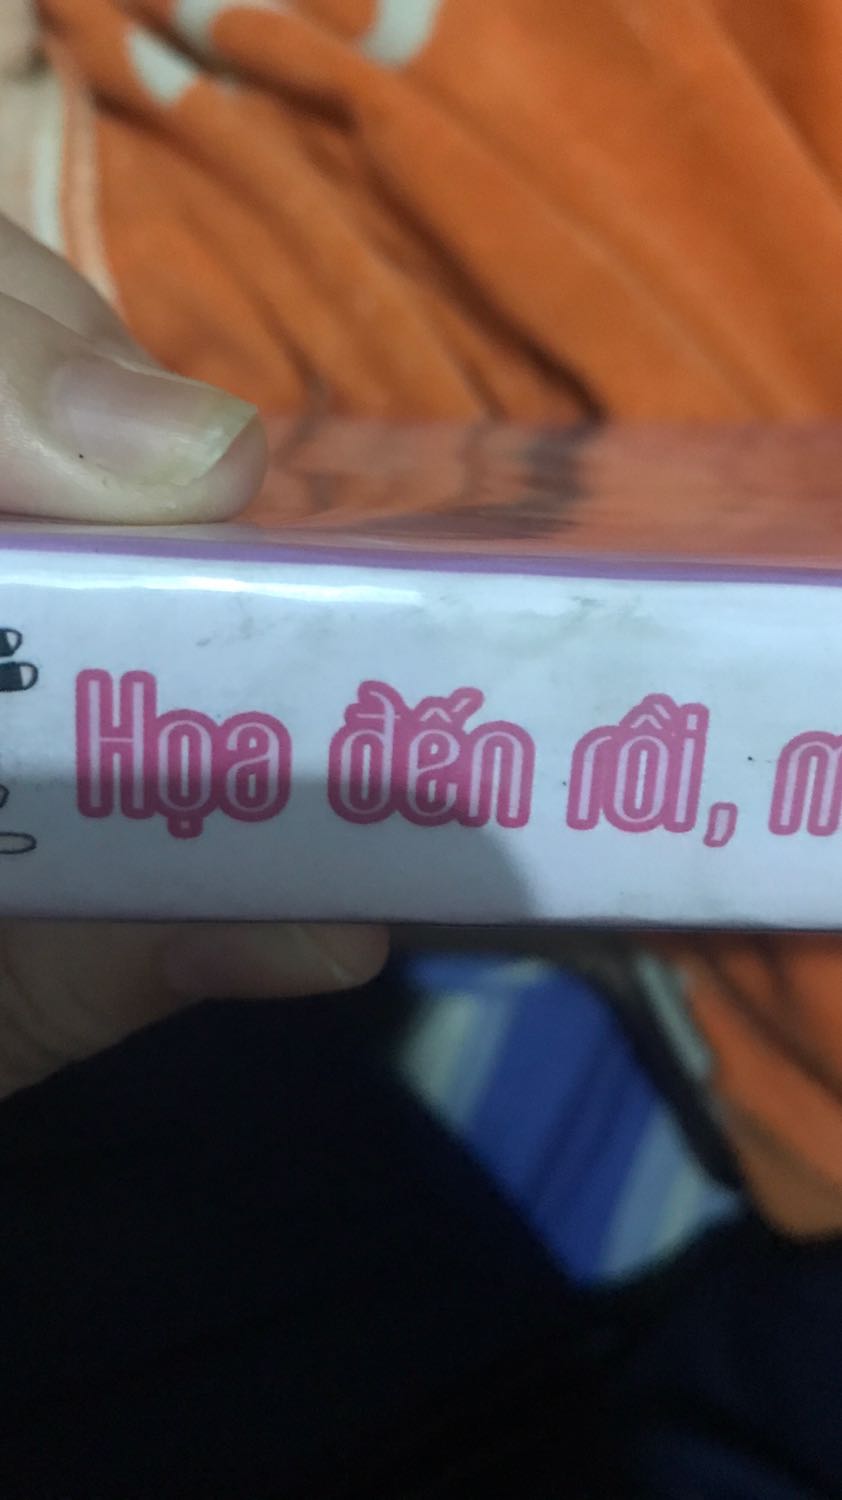 Họa đến rồi, m